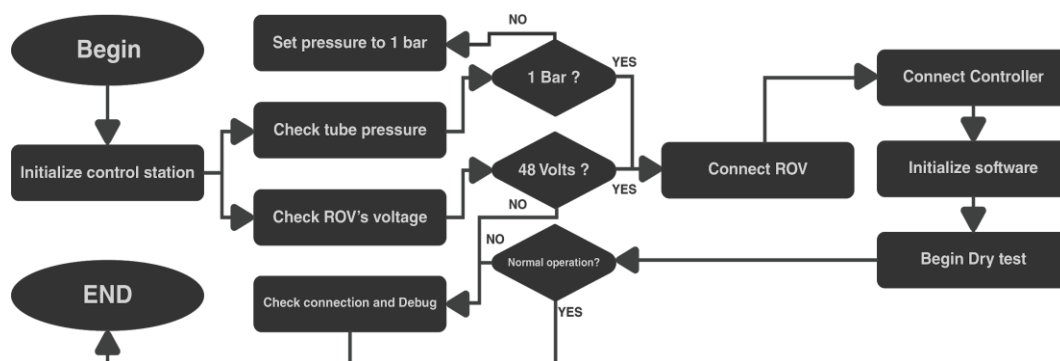 Begin
Set pressure to 1 bar
NO
1 Bar ?
YES
Connect Controller
Check tube pressure
Initialize control station
48 Volts ?
YES
Connect ROV
Initialize software
Check ROV's voltage
NO
NO
Normal operation?
Begin Dry test
END
Check connection and Debug
YES